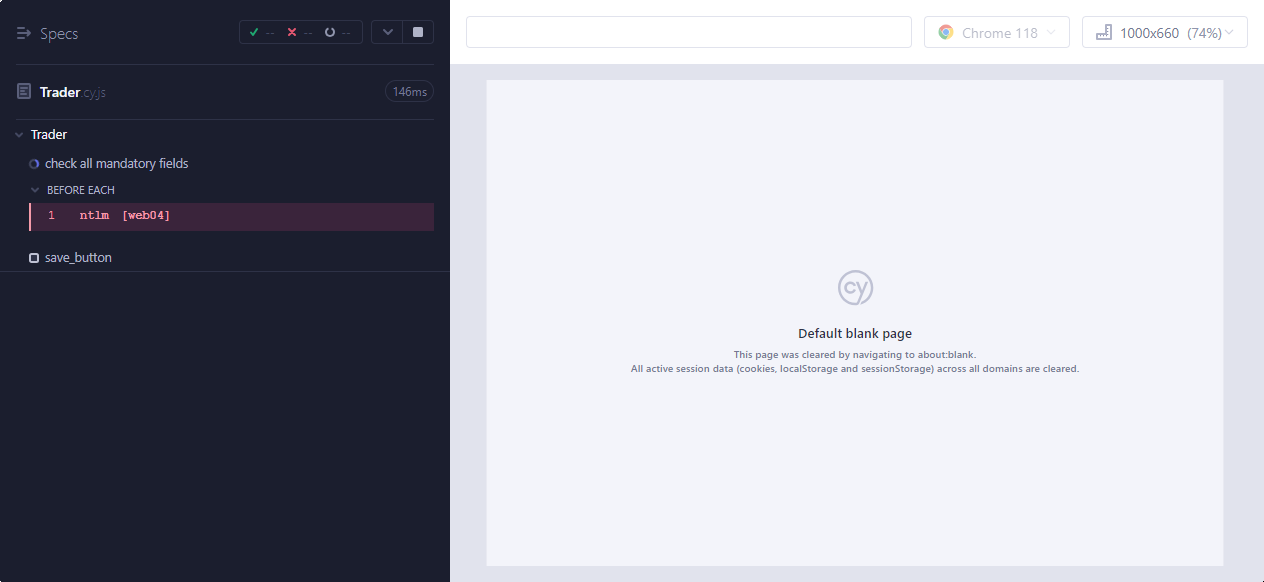 Specs
-- -- --
Chrome 118
1000x660 (74%)
Trader.cy.js
146ms
Trader
check all mandatory fields
BEFORE EACH
1 ntlm [web04]
save_button
cy
Default blank page
This page was cleared by navigating to about:blank.
All active session data (cookies, localStorage and sessionStorage) across all domains are cleared.